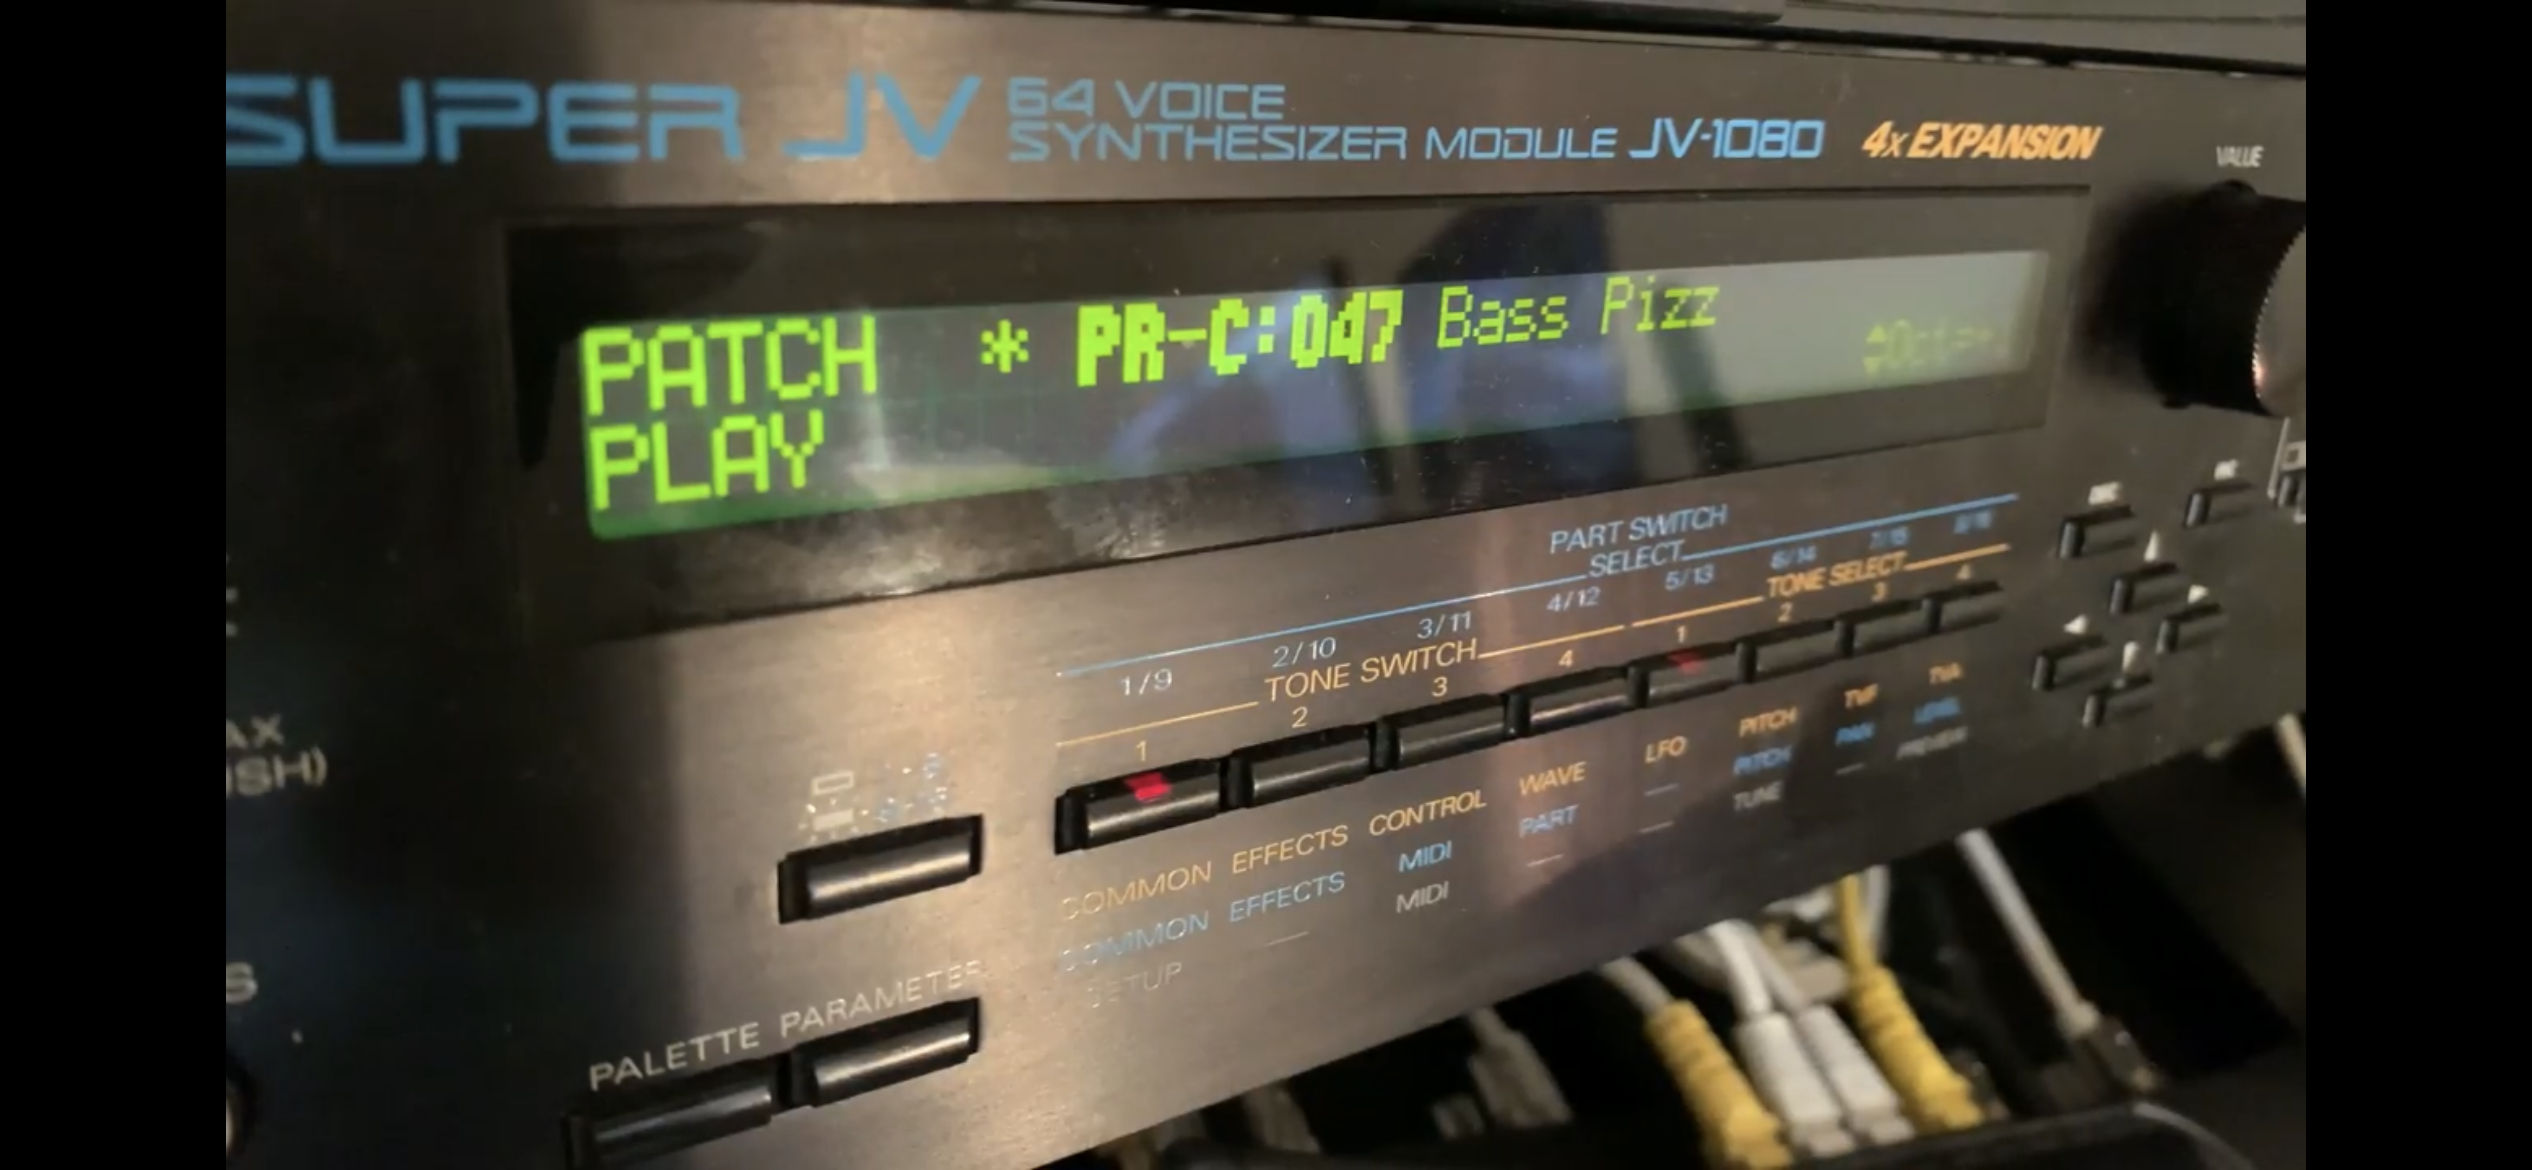 SUPER JV
64 VOICE
SYNTHESIZER MODULE JV-1080 4x EXPANSION
VALUE
PATCH * PR-C:047 Bass Pizz
PLAY
PART SWITCH
SELECT
1/9 2/10 3/11 4/12 5/13 6/14 7/15 8/16
TONE SWITCH TONE SELECT
1 2 3 4 1 2 3 4
COMMON EFFECTS CONTROL WAVE LFO PITCH TVF TVA
COMMON EFFECTS MIDI PART — PITCH PAN LEVEL
SETUP — MIDI — — TUNE — PREVIEW
PALETTE PARAMETER